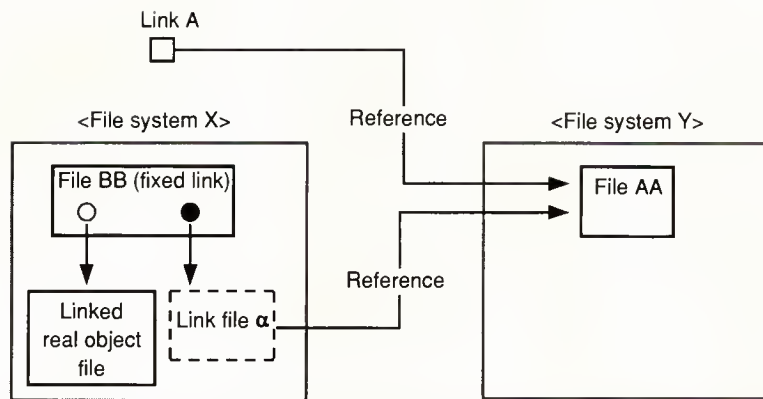 Link A
<File system X>
Reference
<File system Y>
File BB (fixed link)
File AA
Linked
real object
file
Link file α
Reference